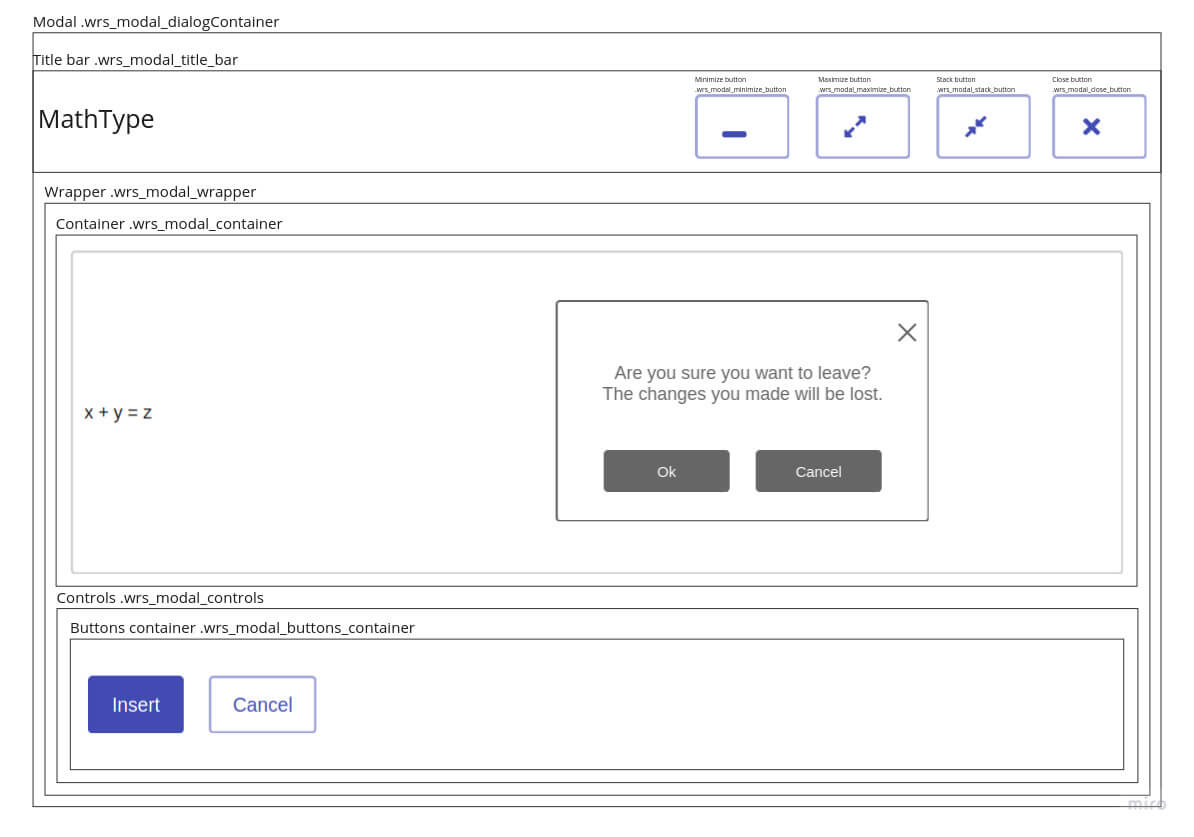 Modal .wrs_modal_dialogContainer
Title bar .wrs_modal_title_bar
MathType
Minimize button
.wrs_modal_minimize_button
Maximize button
.wrs_modal_maximize_button
Stack button
.wrs_modal_stack_button
Close button
.wrs_modal_close_button
Wrapper .wrs_modal_wrapper
Container .wrs_modal_container
x + y = z
Are you sure you want to leave?
The changes you made will be lost.
Ok
Cancel
Controls .wrs_modal_controls
Buttons container .wrs_modal_buttons_container
Insert
Cancel
miro